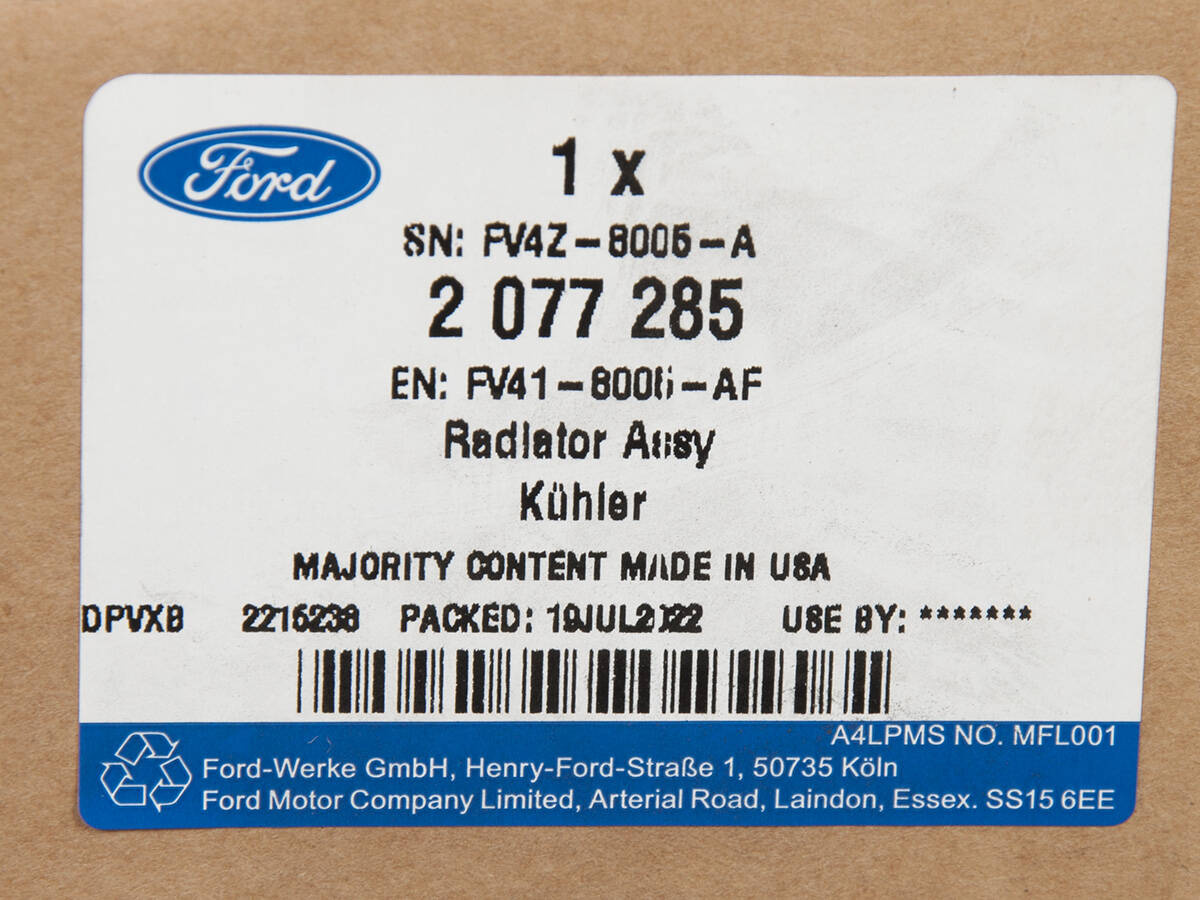 Ford
1 x
SN: FV4Z-8005-A
2 077 285
EN: FV41-8005-AF
Radiator Assy
Kühler
MAJORITY CONTENT MADE IN USA
DPVXB 2215238 PACKED: 19JUL2022 USE BY: *******
A4LPMS NO. MFL001
Ford-Werke GmbH, Henry-Ford-Straße 1, 50735 Köln
Ford Motor Company Limited, Arterial Road, Laindon, Essex. SS15 6EE